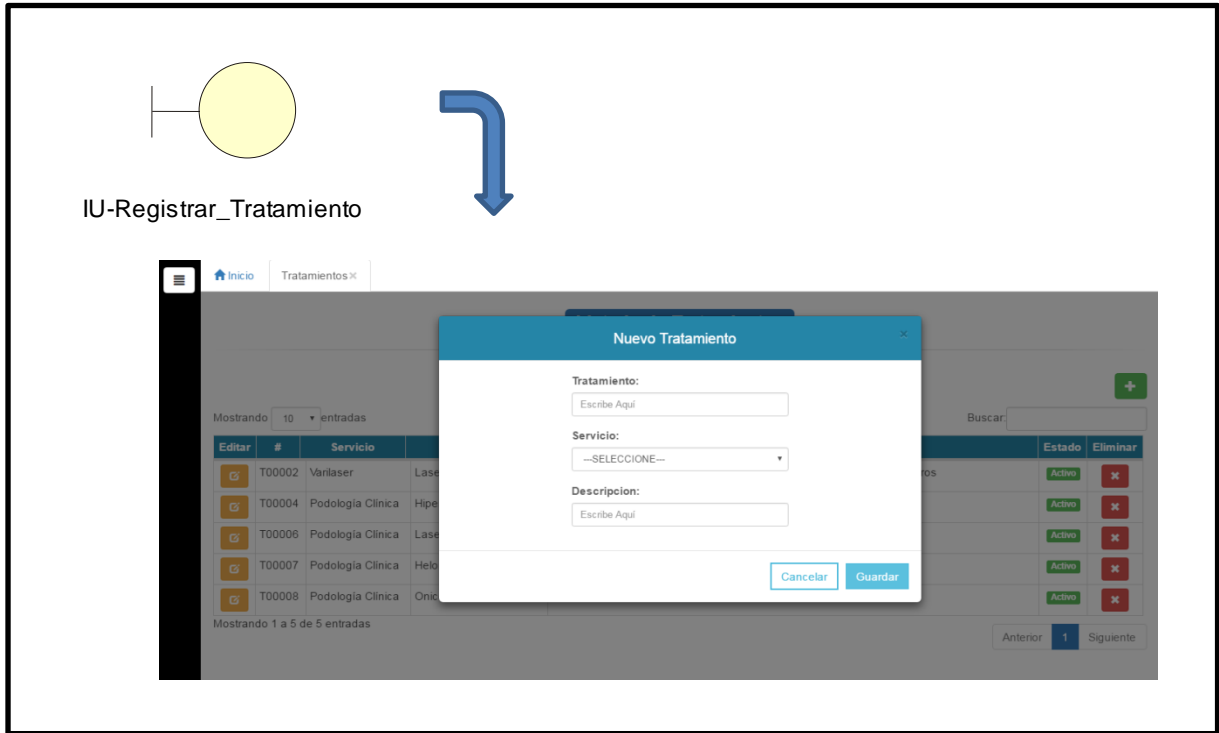 IU-Registrar_Tratamiento
Inicio
Tratamientos ×
Nuevo Tratamiento
×
Tratamiento:
Escribe Aquí
Mostrando 10 entradas
Buscar:
Servicio:
---SELECCIONE---
Editar # Servicio Estado Eliminar
T00002 Varilaser Lase ros Activo
Descripcion:
Escribe Aquí
T00004 Podología Clínica Hipe Activo
T00006 Podología Clínica Lase Activo
T00007 Podología Clínica Helo Activo
Cancelar Guardar
T00008 Podología Clínica Onic Activo
Mostrando 1 a 5 de 5 entradas
Anterior 1 Siguiente